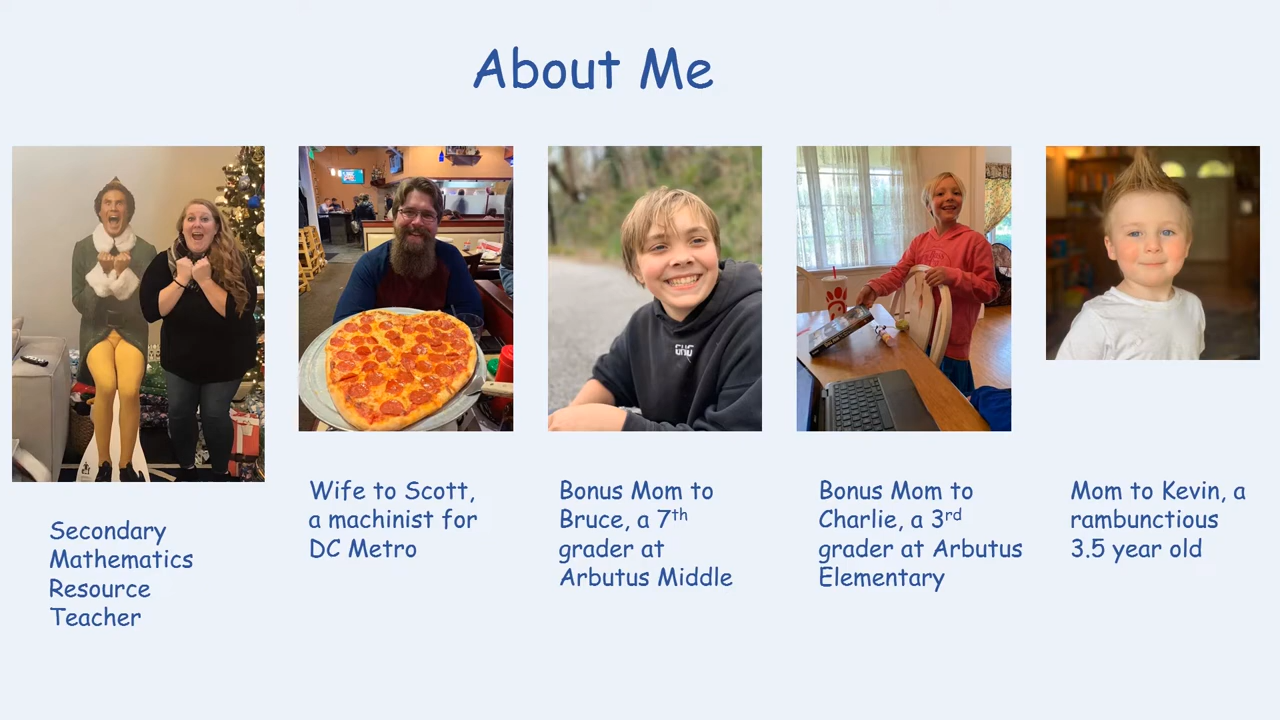 About Me
GHG
Secondary
Mathematics
Resource
Teacher
Wife to Scott,
a machinist for
DC Metro
Bonus Mom to
Bruce, a 7th
grader at
Arbutus Middle
Bonus Mom to
Charlie, a 3rd
grader at Arbutus
Elementary
Mom to Kevin, a
rambunctious
3.5 year old